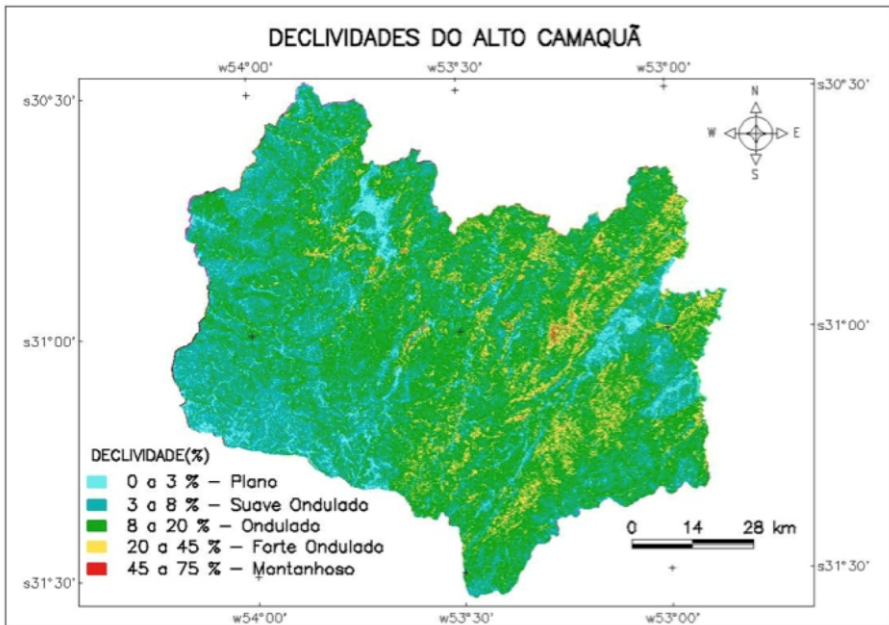 DECLIVIDADES DO ALTO CAMAQUÃ
w54°00' w53°30' w53°00'
s30°30' s30°30'
N
W E
S
s31°00' s31°00'
DECLIVIDADE(%)
0 a 3 % – Plano
3 a 8 % – Suave Ondulado
8 a 20 % – Ondulado
20 a 45 % – Forte Ondulado
45 a 75 % – Montanhoso
0 14 28 km
s31°30' s31°30'
w54°00' w53°30' w53°00'